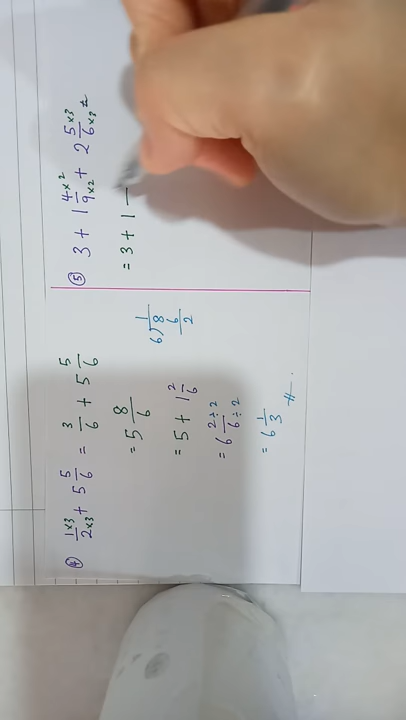 ④ 1×3/2×3 + 5 5/6 = 3/6 + 5 5/6
= 5 8/6
= 5 + 1 2/6
= 6 2÷2/6÷2
= 6 1/3 #.
1
6)8
6
2
⑤ 3 + 1 4×2/9×2 + 2 5×3/6×3 =
= 3 + 1